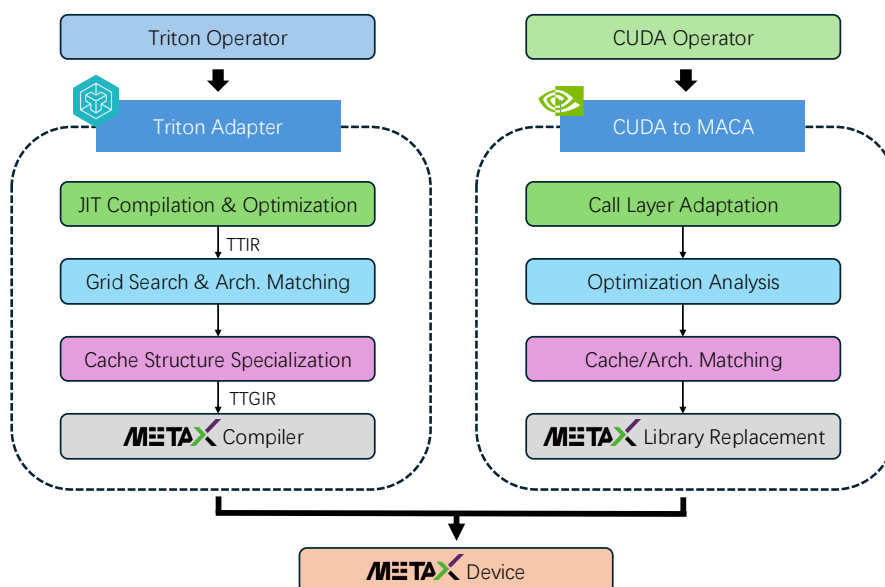 Triton Operator
CUDA Operator
Triton Adapter
CUDA to MACA
JIT Compilation & Optimization
TTIR
Grid Search & Arch. Matching
Cache Structure Specialization
TTGIR
METAX Compiler
Call Layer Adaptation
Optimization Analysis
Cache/Arch. Matching
METAX Library Replacement
METAX Device